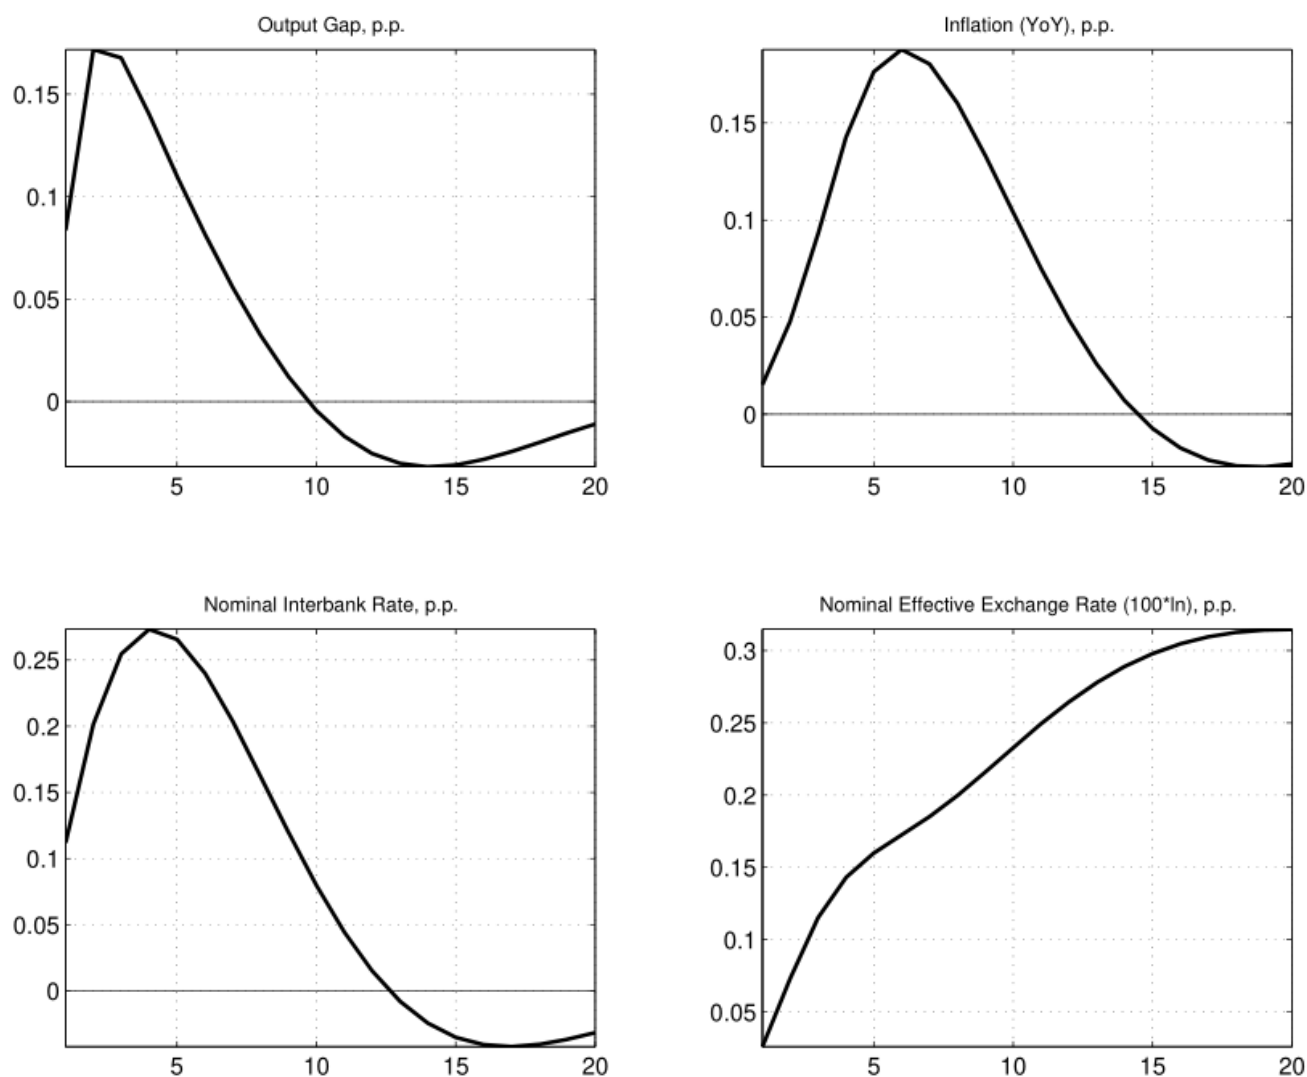 Output Gap, p.p.
0.15
0.1
0.05
0
5 10 15 20
Inflation (YoY), p.p.
0.15
0.1
0.05
0
5 10 15 20
Nominal Interbank Rate, p.p.
0.25
0.2
0.15
0.1
0.05
0
5 10 15 20
Nominal Effective Exchange Rate (100*ln), p.p.
0.3
0.25
0.2
0.15
0.1
0.05
5 10 15 20